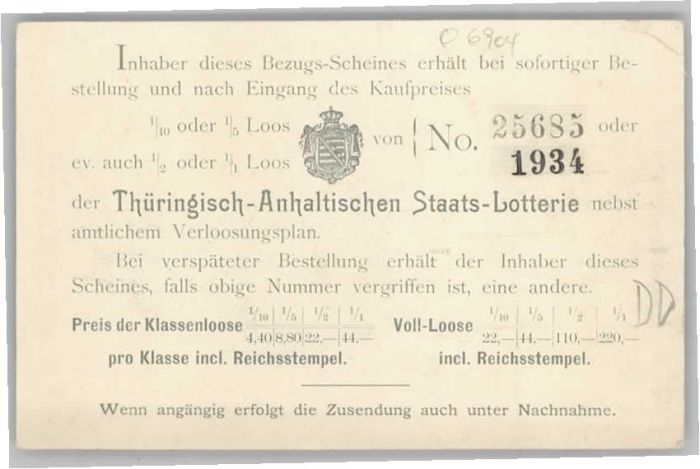 O 6904
Inhaber dieses Bezugs-Scheines erhält bei sofortiger Be-
stellung und nach Eingang des Kaufpreises
1/10 oder 1/5 Loos
ev. auch 1/2 oder 1/1 Loos
von { No. 25685 oder
1934
der Thüringisch-Anhaltischen Staats-Lotterie nebst
amtlichem Verloosungsplan.
Bei verspäteter Bestellung erhält der Inhaber dieses
Scheines, falls obige Nummer vergriffen ist, eine andere.
DD
Preis der Klassenloose 1/10 | 1/5 | 1/2 | 1/1
4,40 | 8,80 | 22,— | 44,—
pro Klasse incl. Reichsstempel.
Voll-Loose 1/10 | 1/5 | 1/2 | 1/1
22,— | 44,— | 110,— | 220,—
incl. Reichsstempel.
Wenn angängig erfolgt die Zusendung auch unter Nachnahme.